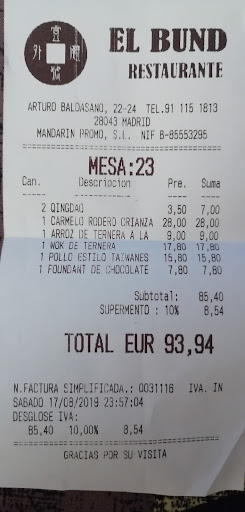 EL BUND
RESTAURANTE
ARTURO BALDASANO, 22-24 TEL.91 115 1813
28043 MADRID
MANDARIN PROMO, S.L. NIF B-85553295
MESA:23
Can. Descripcion Pre. Suma
2 QINGDAO 3,50 7,00
1 CARMELO RODERO CRIANZA 28,00 28,00
1 ARROZ DE TERNERA A LA 9,00 9,00
1 WOK DE TERNERA 17,80 17,80
1 POLLO ESTILO TAIWANES 15,80 15,80
1 FOUNDANT DE CHOCOLATE 7,80 7,80
Subtotal: 85,40
SUPERMENTO : 10% 8,54
TOTAL EUR 93,94
N.FACTURA SIMPLIFICADA.: 0031116 IVA. IN
SABADO 17/08/2019 23:57:04
DESGLOSE IVA:
85,40 10,00% 8,54
GRACIAS POR SU VISITA